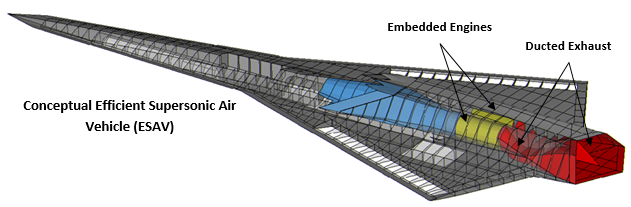 Embedded Engines
Ducted Exhaust
Conceptual Efficient Supersonic Air
Vehicle (ESAV)